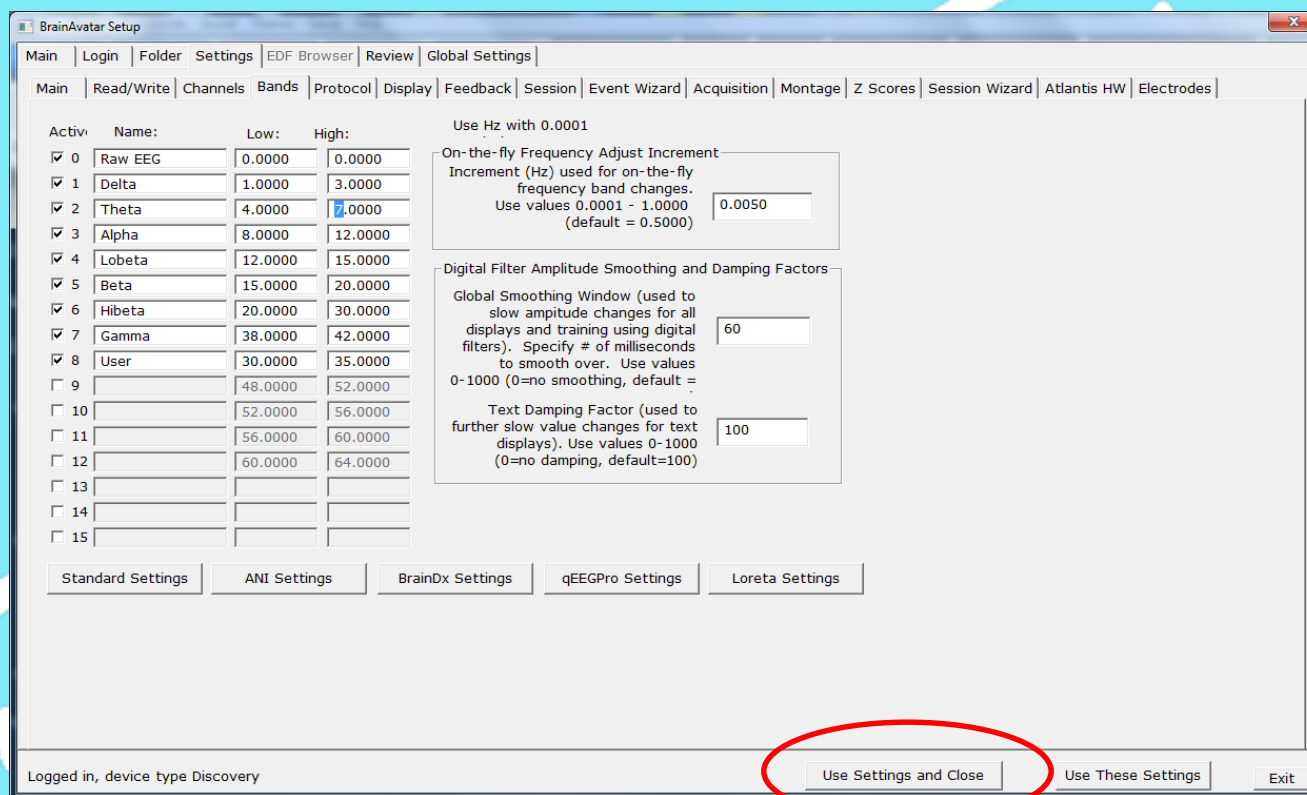 BrainAvatar Setup
Main Login Folder Settings EDF Browser Review Global Settings
Main Read/Write Channels Bands Protocol Display Feedback Session Event Wizard Acquisition Montage Z Scores Session Wizard Atlantis HW Electrodes
Activ Name: Low: High:
0 Raw EEG 0.0000 0.0000
1 Delta 1.0000 3.0000
2 Theta 4.0000 7.0000
3 Alpha 8.0000 12.0000
4 Lobeta 12.0000 15.0000
5 Beta 15.0000 20.0000
6 Hibeta 20.0000 30.0000
7 Gamma 38.0000 42.0000
8 User 30.0000 35.0000
9 48.0000 52.0000
10 52.0000 56.0000
11 56.0000 60.0000
12 60.0000 64.0000
13
14
15
Use Hz with 0.0001
On-the-fly Frequency Adjust Increment
Increment (Hz) used for on-the-fly
frequency band changes.
Use values 0.0001 - 1.0000
(default = 0.5000)
0.0050
Digital Filter Amplitude Smoothing and Damping Factors
Global Smoothing Window (used to
slow ampitude changes for all
displays and training using digital
filters). Specify # of milliseconds
to smooth over. Use values
0-1000 (0=no smoothing, default =
60
Text Damping Factor (used to
further slow value changes for text
displays). Use values 0-1000
(0=no damping, default=100)
100
Standard Settings ANI Settings BrainDx Settings qEEGPro Settings Loreta Settings
Logged in, device type Discovery
Use Settings and Close Use These Settings Exit